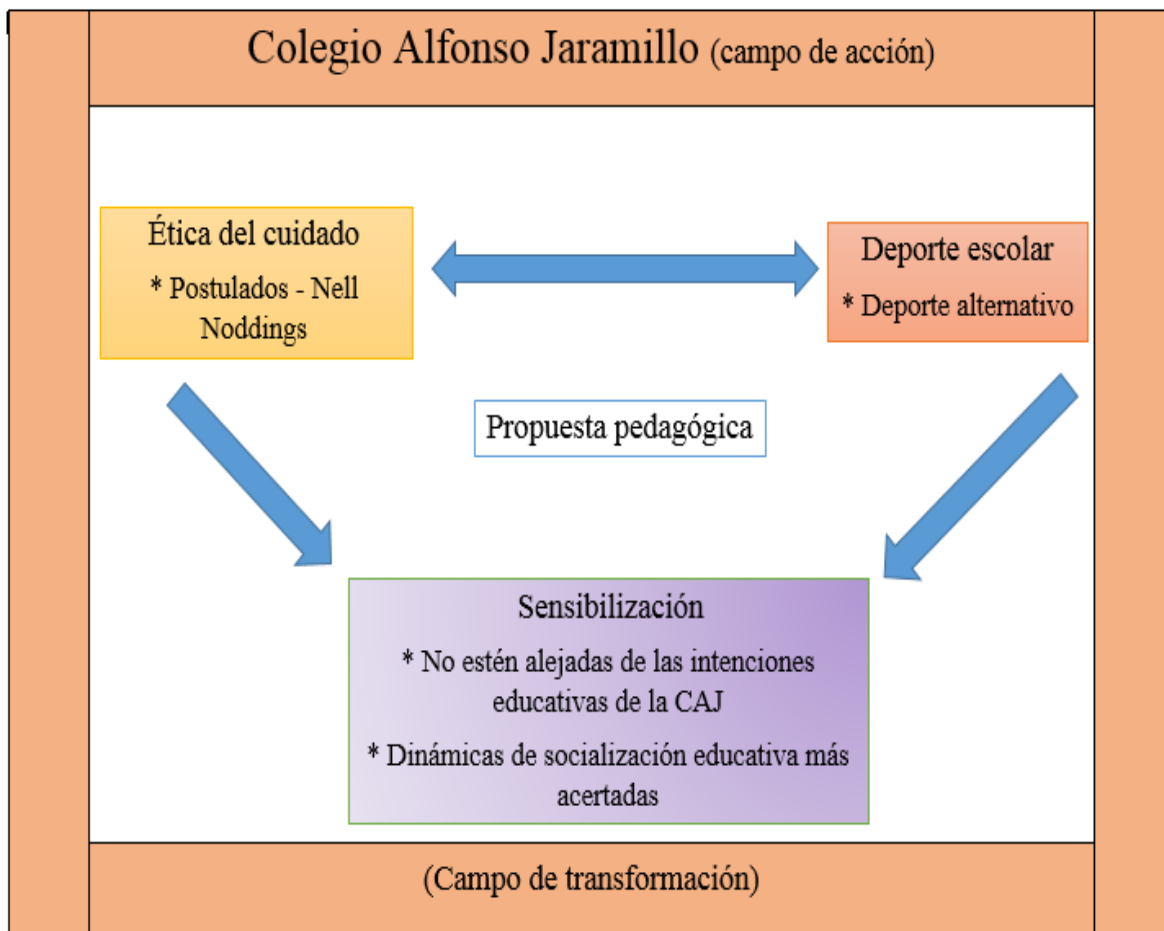 Colegio Alfonso Jaramillo (campo de acción)
Ética del cuidado
* Postulados - Nell
Noddings
Deporte escolar
* Deporte alternativo
Propuesta pedagógica
Sensibilización
* No estén alejadas de las intenciones
educativas de la CAJ
* Dinámicas de socialización educativa más
acertadas
(Campo de transformación)